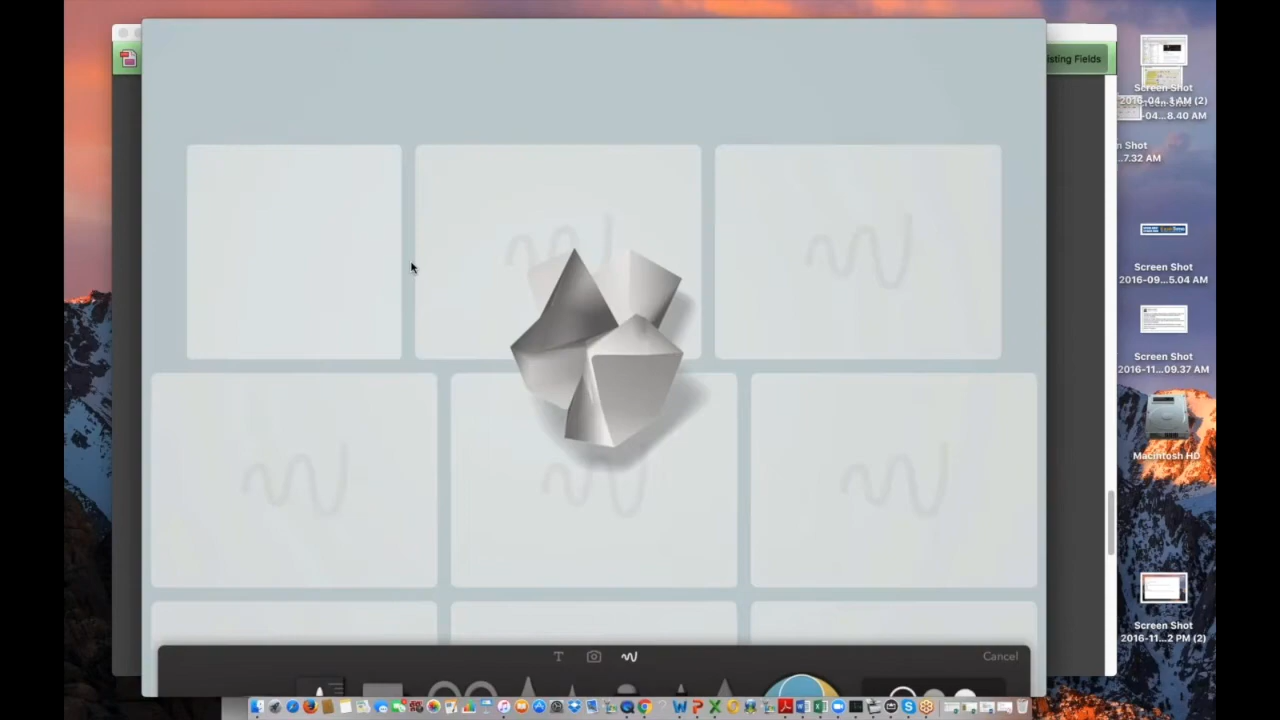 isting Fields
Screen Shot
2016-04...1 AM (2)
-04...8.40 AM
n Shot
...7.32 AM
Screen Shot
2016-09...5.04 AM
Screen Shot
2016-11...09.37 AM
Macintosh HD
Screen Shot
2016-11...2 PM (2)
T
Cancel